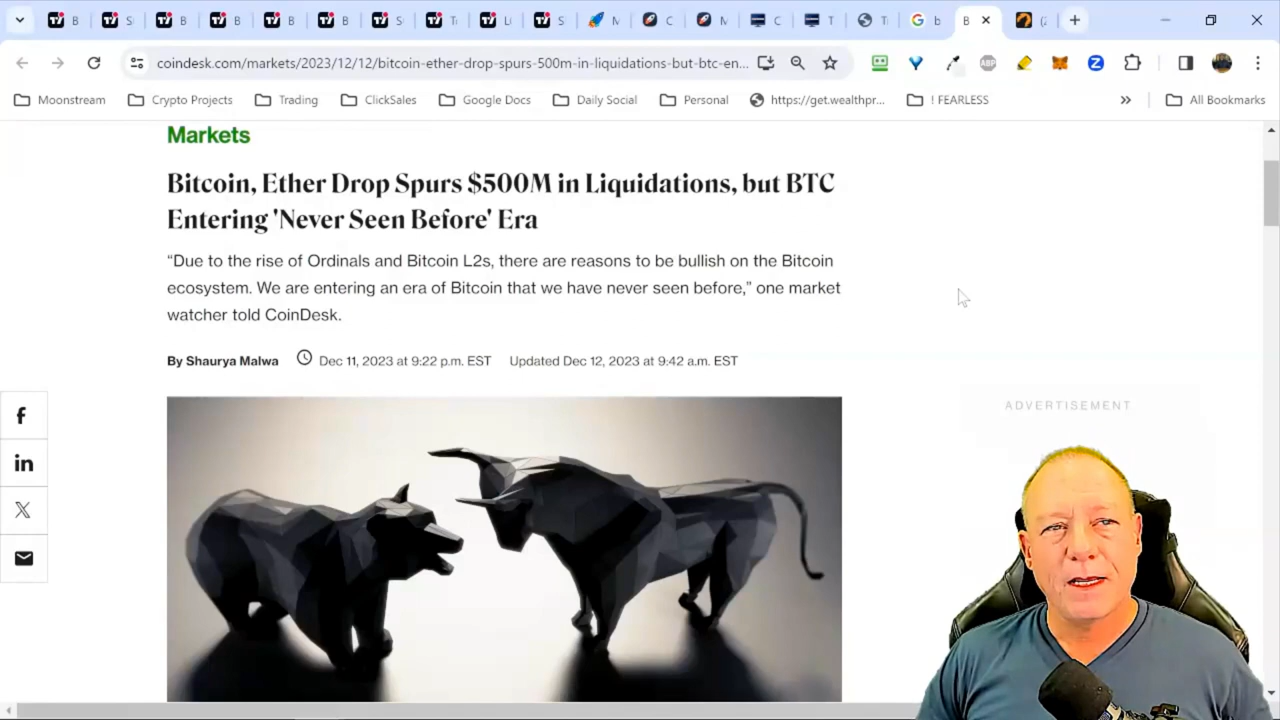 B
S
B
B
B
B
S
T
L
S
M
C
M
C
T
T
b
B
(
coindesk.com/markets/2023/12/12/bitcoin-ether-drop-spurs-500m-in-liquidations-but-btc-en...
ABP
Z
Moonstream
Crypto Projects
Trading
ClickSales
Google Docs
Daily Social
Personal
https://get.wealthpr...
! FEARLESS
»
All Bookmarks
Markets
Bitcoin, Ether Drop Spurs $500M in Liquidations, but BTC
Entering 'Never Seen Before' Era
“Due to the rise of Ordinals and Bitcoin L2s, there are reasons to be bullish on the Bitcoin
ecosystem. We are entering an era of Bitcoin that we have never seen before,” one market
watcher told CoinDesk.
By Shaurya Malwa
Dec 11, 2023 at 9:22 p.m. EST
Updated Dec 12, 2023 at 9:42 a.m. EST
ADVERTISEMENT